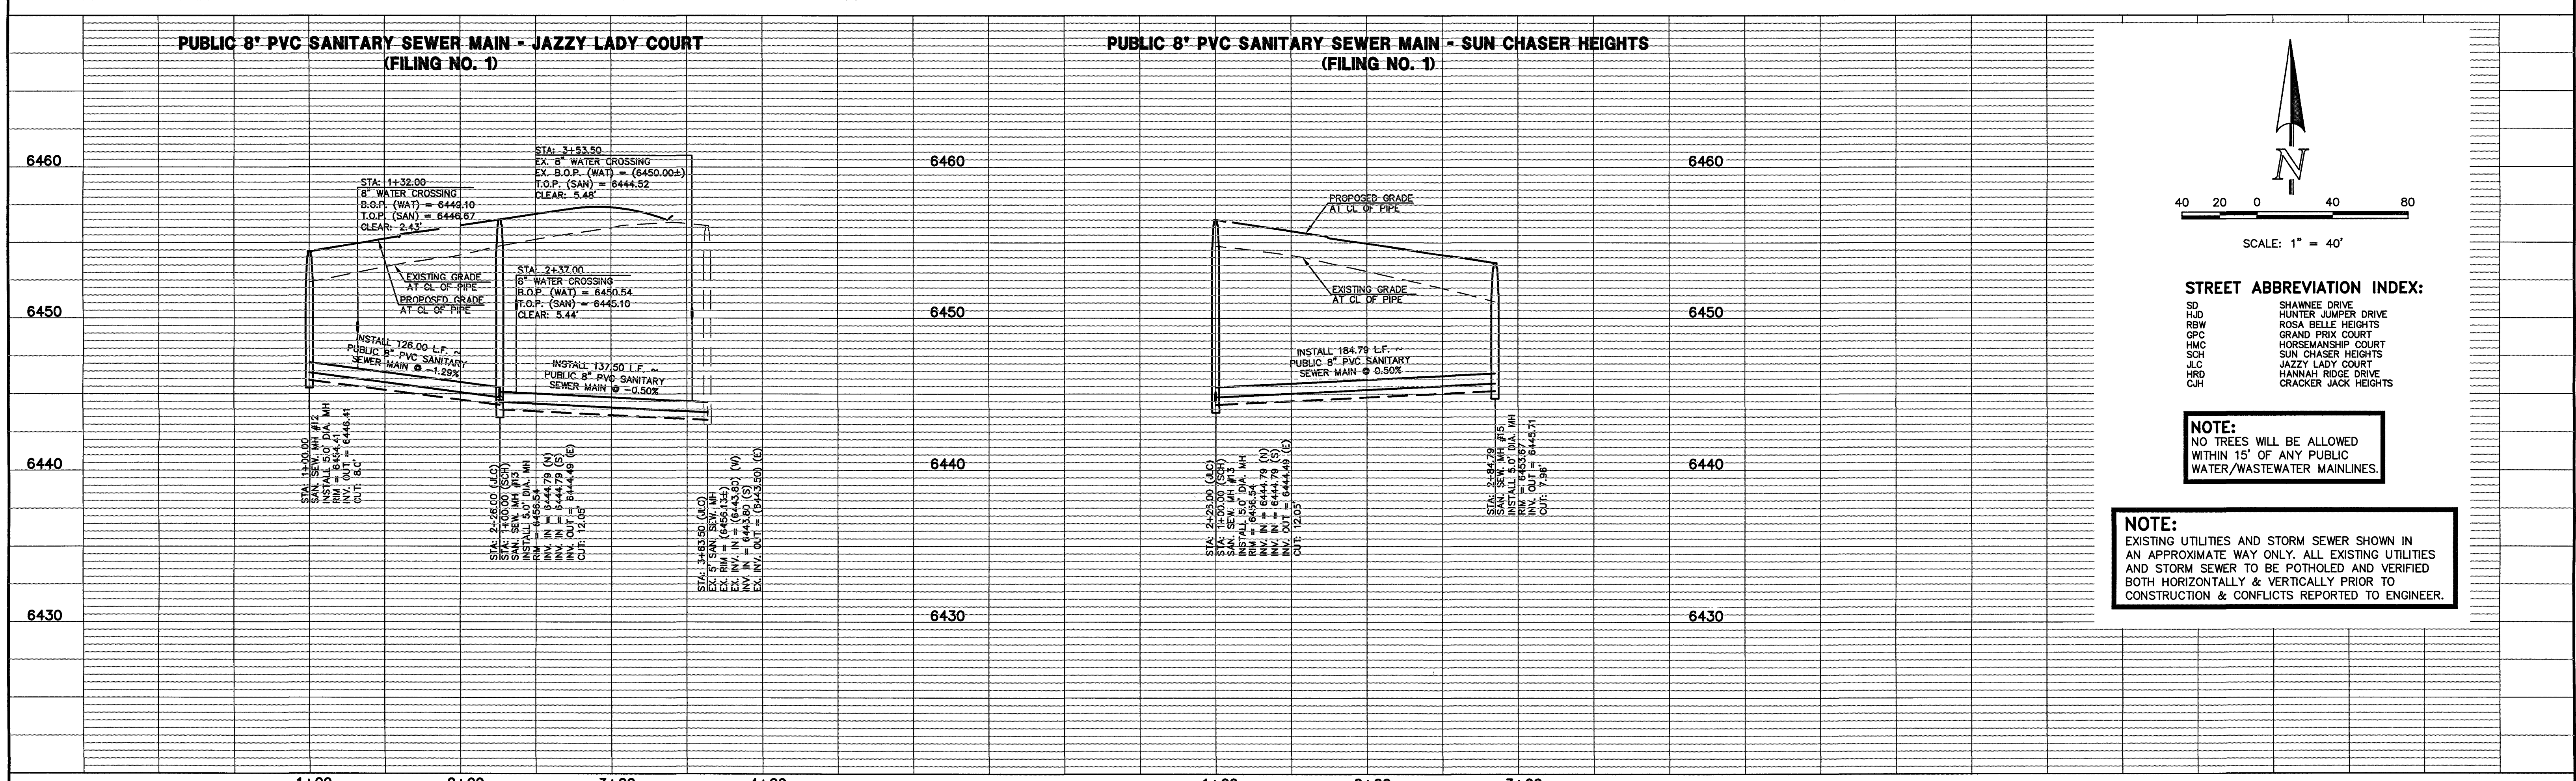 PUBLIC 8" PVC SANITARY SEWER MAIN - JAZZY LADY COURT
(FILING NO. 1)
PUBLIC 8" PVC SANITARY SEWER MAIN - SUN CHASER HEIGHTS
(FILING NO. 1)
6460
6450
6440
6430
STA: 1+32.00
8" WATER CROSSING
B.O.P. (WAT) = 6449.10
T.O.P. (SAN) = 6446.67
CLEAR: 2.43'
STA: 3+53.50
EX. 8" WATER CROSSING
EX. B.O.P. (WAT) = (6450.00±)
T.O.P. (SAN) = 6444.52
CLEAR: 5.48'
STA: 2+37.00
8" WATER CROSSING
B.O.P. (WAT) = 6450.54
T.O.P. (SAN) = 6445.10
CLEAR: 5.44'
EXISTING GRADE
AT CL OF PIPE
PROPOSED GRADE
AT CL OF PIPE
INSTALL 126.00 L.F. ~
PUBLIC 8" PVC SANITARY
SEWER MAIN @ -1.29%
INSTALL 137.50 L.F. ~
PUBLIC 8" PVC SANITARY
SEWER MAIN @ -0.50%
STA: 1+00.00
SAN. SEW. MH #12
INSTALL 5.0' DIA. MH
RIM = 6454.41
INV. OUT = 6446.41
CUT: 8.0'
STA: 2+26.00 (JLC)
STA: 1+00.00 (SCH)
SAN. SEW. MH #13
INSTALL 5.0' DIA. MH
RIM = 6456.54
INV. IN = 6444.79 (N)
INV. IN = 6444.79 (S)
INV. OUT = 6444.49 (E)
CUT: 12.05'
STA: 3+63.50 (JLC)
EX. 5' SAN. SEW. MH
EX. RIM = (6456.13±)
EX. INV. IN = (6443.80) (W)
INV. IN = 6443.80 (S)
EX. INV. OUT = (6443.50) (E)
6460
6450
6440
6430
PROPOSED GRADE
AT CL OF PIPE
EXISTING GRADE
AT CL OF PIPE
INSTALL 184.79 L.F. ~
PUBLIC 8" PVC SANITARY
SEWER MAIN @ 0.50%
STA: 2+26.00 (JLC)
STA: 1+00.00 (SCH)
SAN. SEW. MH #13
INSTALL 5.0' DIA. MH
RIM = 6456.54
INV. IN = 6444.79 (N)
INV. IN = 6444.79 (S)
INV. OUT = 6444.49 (E)
CUT: 12.05'
STA: 2+84.79
SAN. SEW. MH #15
INSTALL 5.0' DIA. MH
RIM = 6453.67
INV. OUT = 6445.71
CUT: 7.96'
6460
6450
6440
6430
N
40 20 0 40 80
SCALE: 1" = 40'
STREET ABBREVIATION INDEX:
SD SHAWNEE DRIVE
HJD HUNTER JUMPER DRIVE
RBW ROSA BELLE HEIGHTS
GPC GRAND PRIX COURT
HMC HORSEMANSHIP COURT
SCH SUN CHASER HEIGHTS
JLC JAZZY LADY COURT
HRD HANNAH RIDGE DRIVE
CJH CRACKER JACK HEIGHTS
NOTE:
NO TREES WILL BE ALLOWED
WITHIN 15' OF ANY PUBLIC
WATER/WASTEWATER MAINLINES.
NOTE:
EXISTING UTILITIES AND STORM SEWER SHOWN IN
AN APPROXIMATE WAY ONLY. ALL EXISTING UTILITIES
AND STORM SEWER TO BE POTHOLED AND VERIFIED
BOTH HORIZONTALLY & VERTICALLY PRIOR TO
CONSTRUCTION & CONFLICTS REPORTED TO ENGINEER.